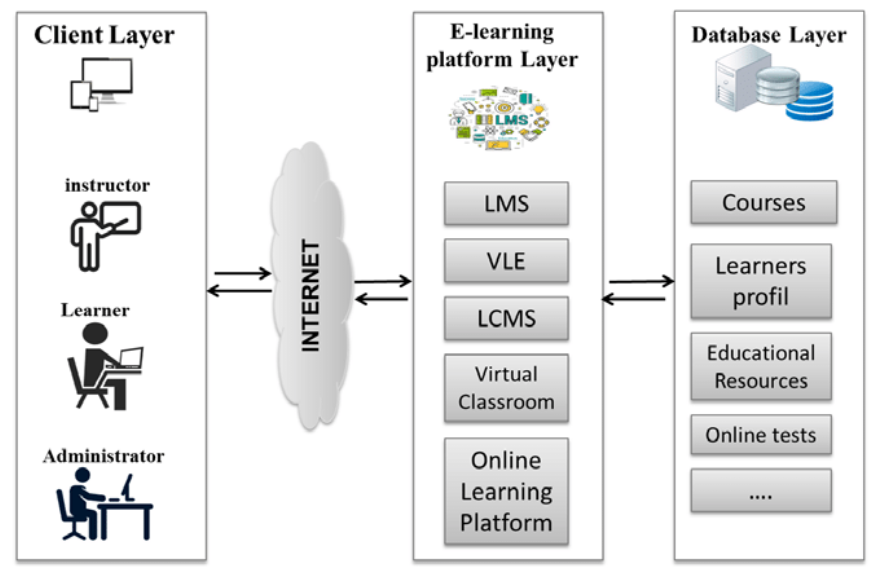 Client Layer
instructor
Learner
Administrator
INTERNET
E-learning
platform Layer
LMS
LMS
VLE
LCMS
Virtual
Classroom
Online
Learning
Platform
Database Layer
Courses
Learners
profil
Educational
Resources
Online tests
....